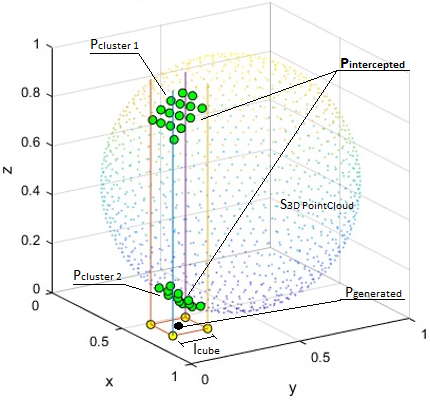 Pcluster 1
Pintercepted
1
0.8
0.6
0.4
0.2
0
z
S3D PointCloud
Pcluster 2
Pgenerated
lcube
0
0.5
1
x
0
0.5
1
y